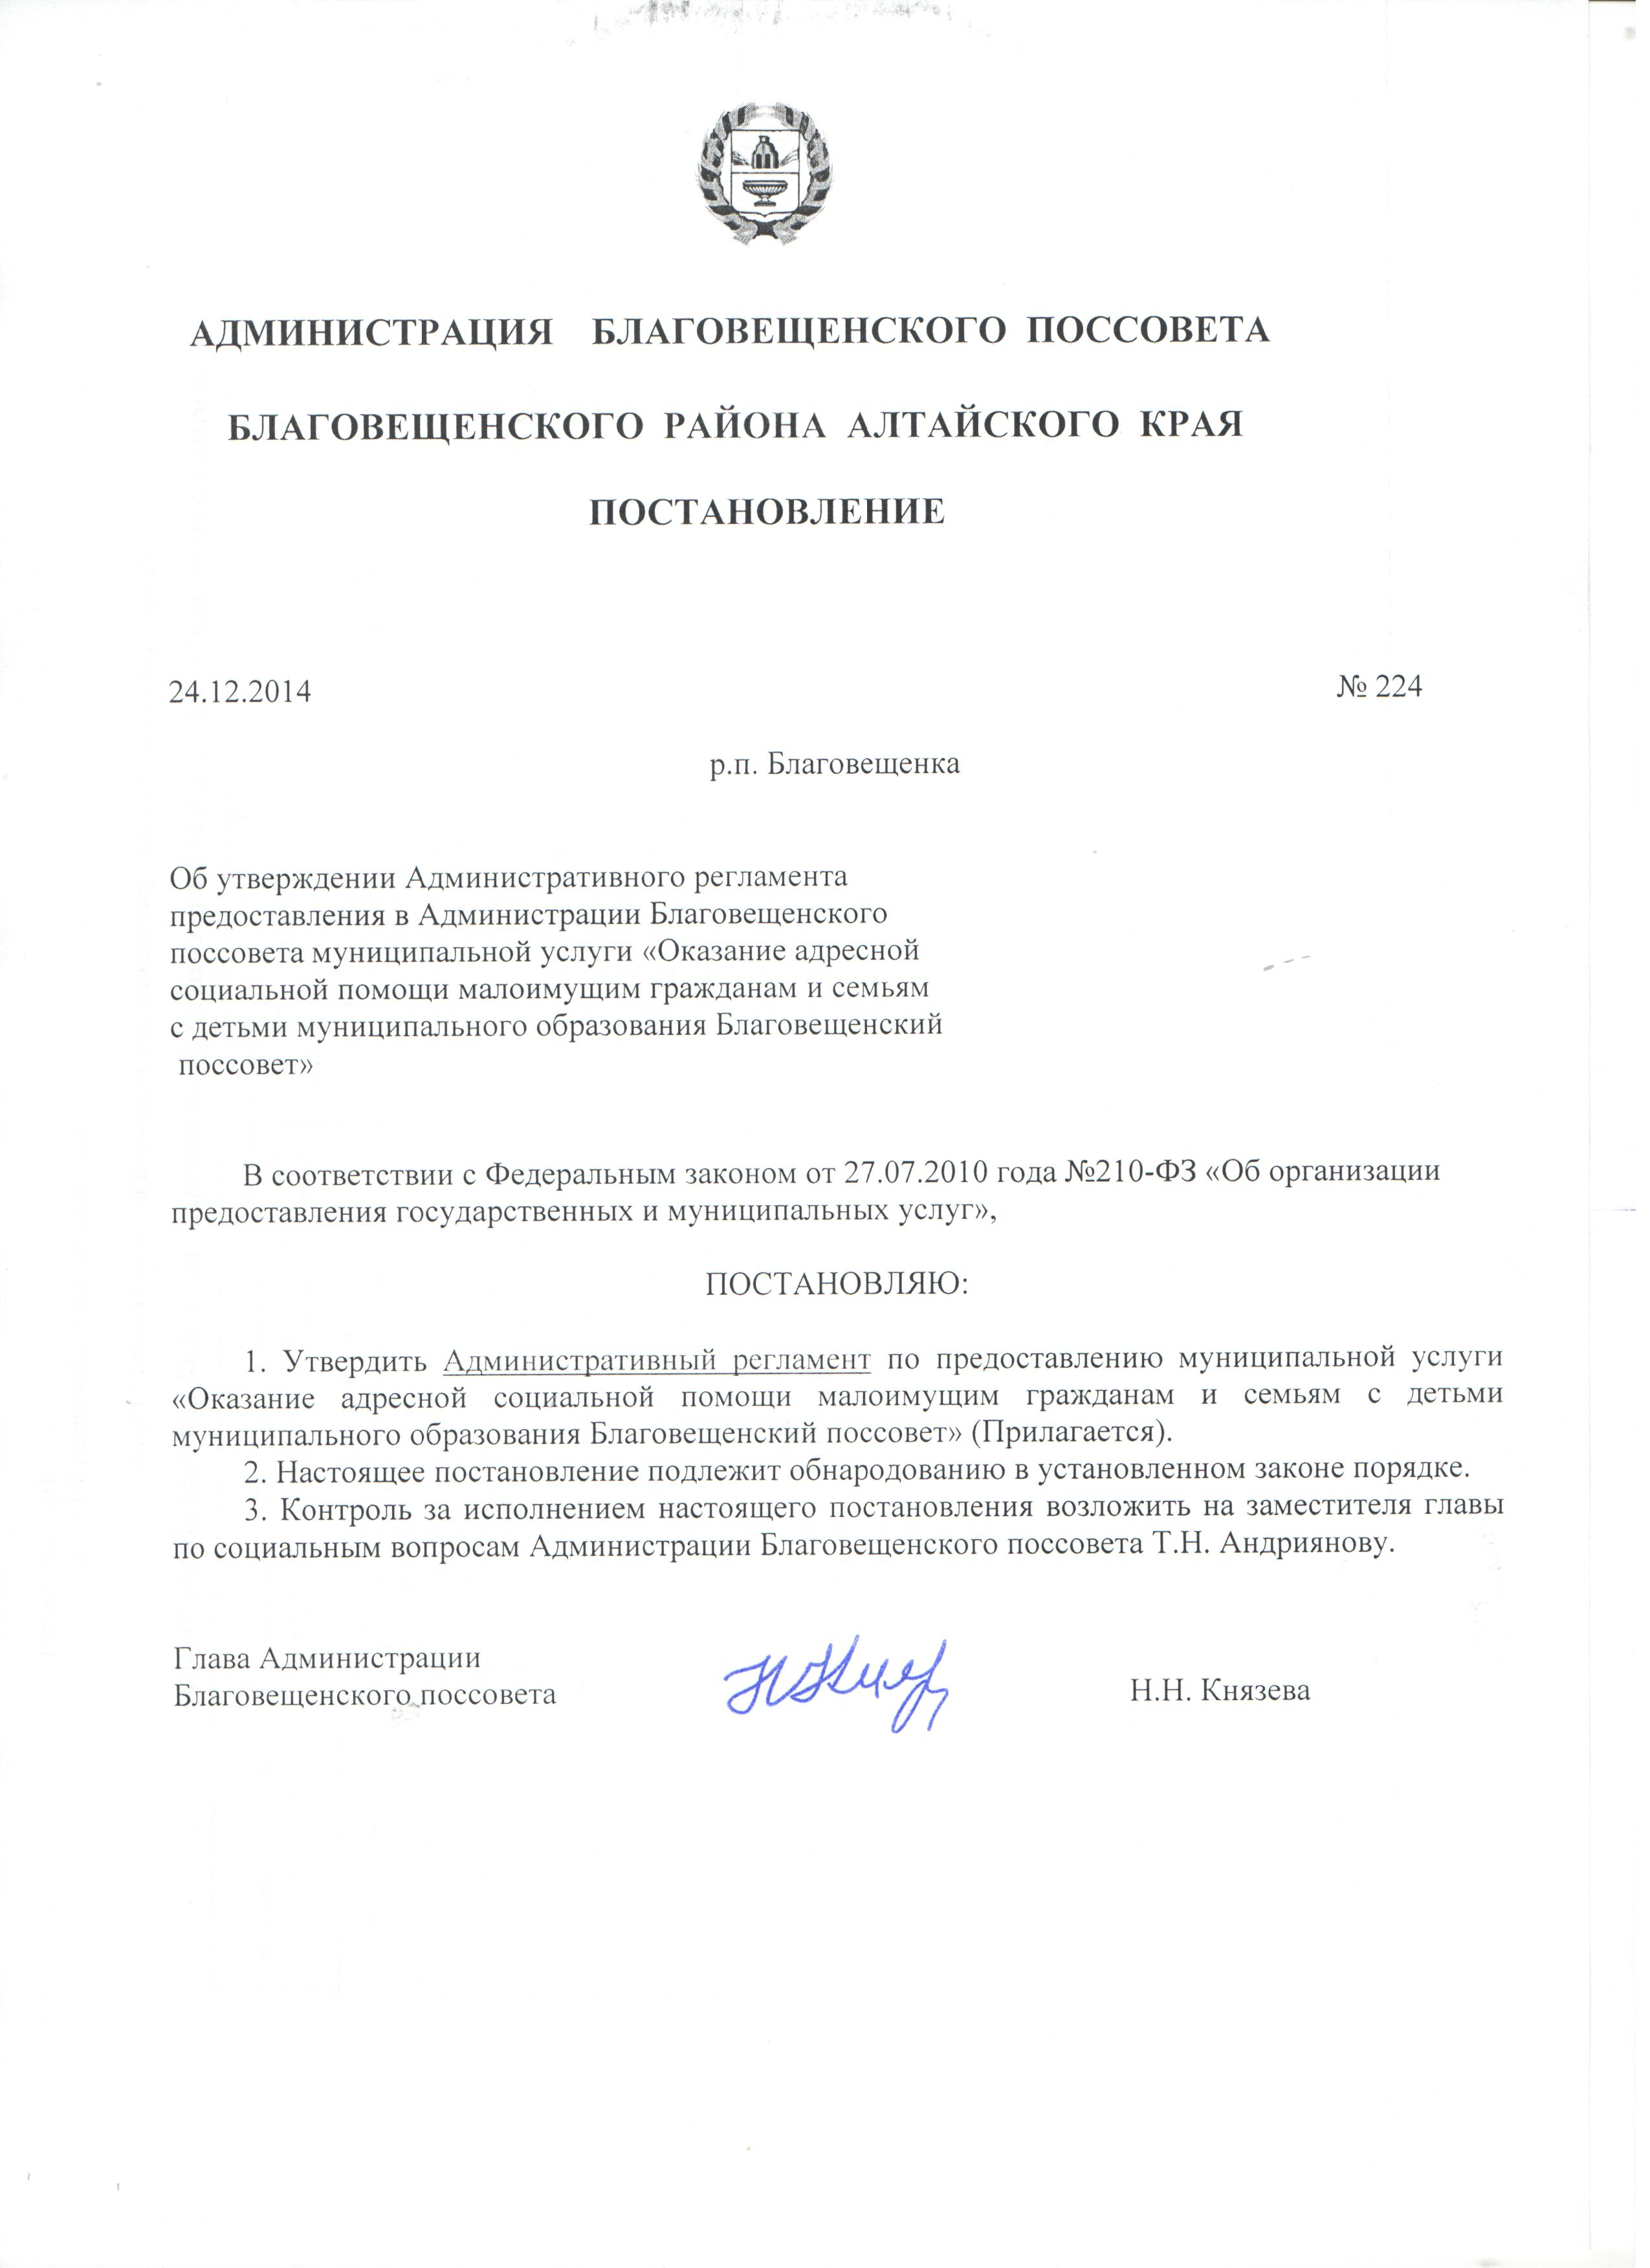 АДМИНИСТРАЦИЯ БЛАГОВЕЩЕНСКОГО ПОССОВЕТА
БЛАГОВЕЩЕНСКОГО РАЙОНА АЛТАЙСКОГО КРАЯ
ПОСТАНОВЛЕНИЕ
24.12.2014 № 224
р.п. Благовещенка
Об утверждении Административного регламента
предоставления в Администрации Благовещенского
поссовета муниципальной услуги «Оказание адресной
социальной помощи малоимущим гражданам и семьям
с детьми муниципального образования Благовещенский
поссовет»
В соответствии с Федеральным законом от 27.07.2010 года №210-ФЗ «Об организации
предоставления государственных и муниципальных услуг»,
ПОСТАНОВЛЯЮ:
1. Утвердить Административный регламент по предоставлению муниципальной услуги
«Оказание адресной социальной помощи малоимущим гражданам и семьям с детьми
муниципального образования Благовещенский поссовет» (Прилагается).
2. Настоящее постановление подлежит обнародованию в установленном законе порядке.
3. Контроль за исполнением настоящего постановления возложить на заместителя главы
по социальным вопросам Администрации Благовещенского поссовета Т.Н. Андриянову.
Глава Администрации
Благовещенского поссовета Н.Н. Князева